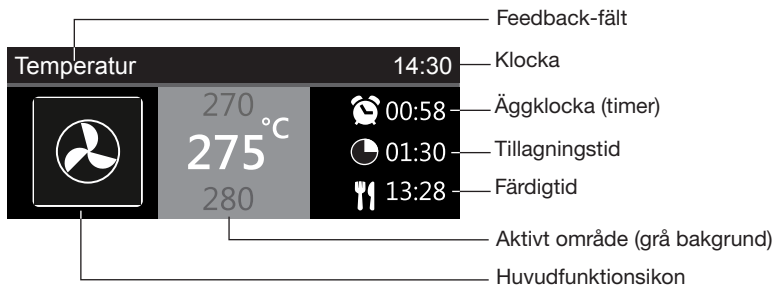 Feedback-fält
Temperatur 14:30
Klocka
270
275 °C
280
00:58
Äggklocka (timer)
01:30
Tillagningstid
13:28
Färdigtid
Aktivt område (grå bakgrund)
Huvudfunktionsikon